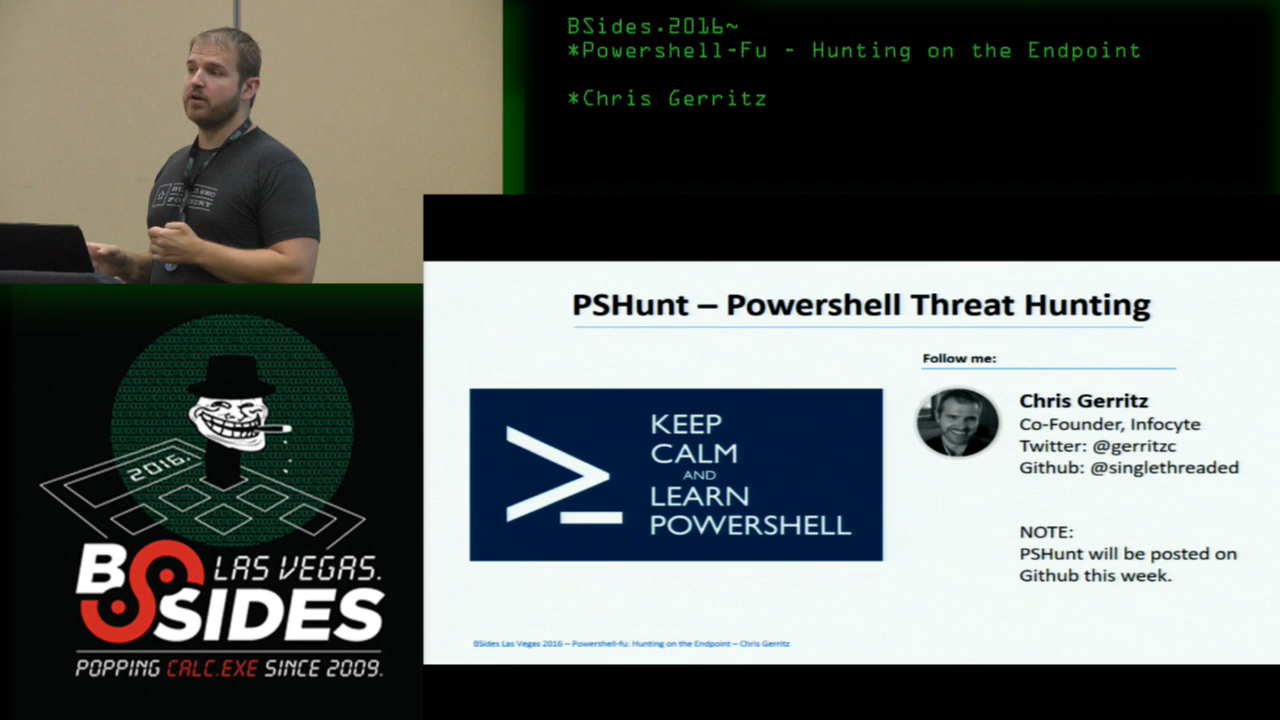 BSides.2016~
*Powershell-Fu - Hunting on the Endpoint
*Chris Gerritz
PSHunt – Powershell Threat Hunting
Follow me:
Chris Gerritz
Co-Founder, Infocyte
Twitter: @gerritzc
Github: @singlethreaded
KEEP
CALM
AND
LEARN
POWERSHELL
NOTE:
PSHunt will be posted on
Github this week.
BSides Las Vegas 2016 – Powershell-fu: Hunting on the Endpoint – Chris Gerritz
2016.
BSIDES
LAS VEGAS.
POPPING CALC.EXE SINCE 2009.